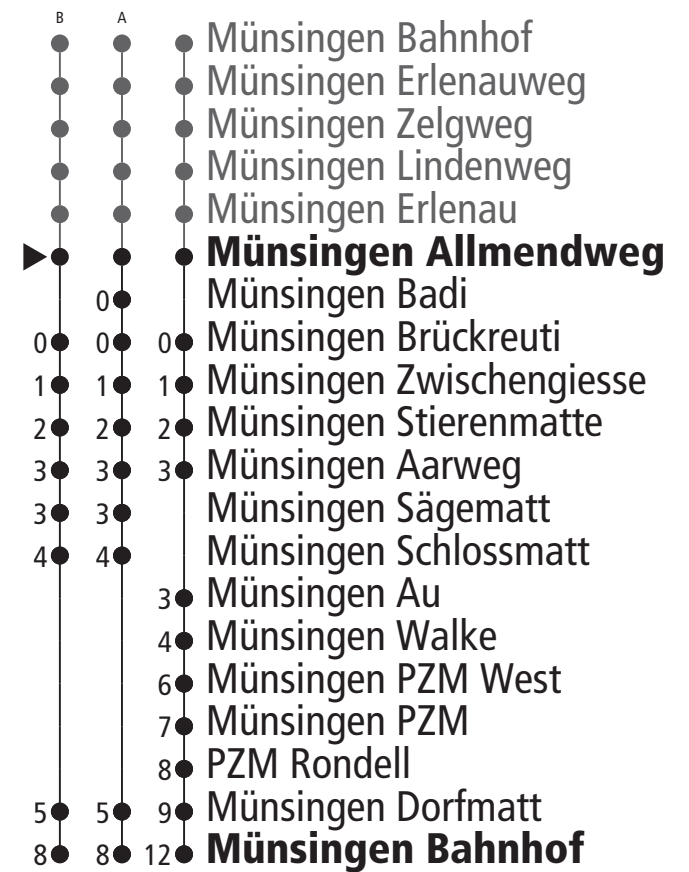 B A
Münsingen Bahnhof
Münsingen Erlenauweg
Münsingen Zelgweg
Münsingen Lindenweg
Münsingen Erlenau
Münsingen Allmendweg
0 Münsingen Badi
0 0 0 Münsingen Brückreuti
1 1 1 Münsingen Zwischengiesse
2 2 2 Münsingen Stierenmatte
3 3 3 Münsingen Aarweg
3 3 Münsingen Sägematt
4 4 Münsingen Schlossmatt
3 Münsingen Au
4 Münsingen Walke
6 Münsingen PZM West
7 Münsingen PZM
8 PZM Rondell
5 5 9 Münsingen Dorfmatt
8 8 12 Münsingen Bahnhof